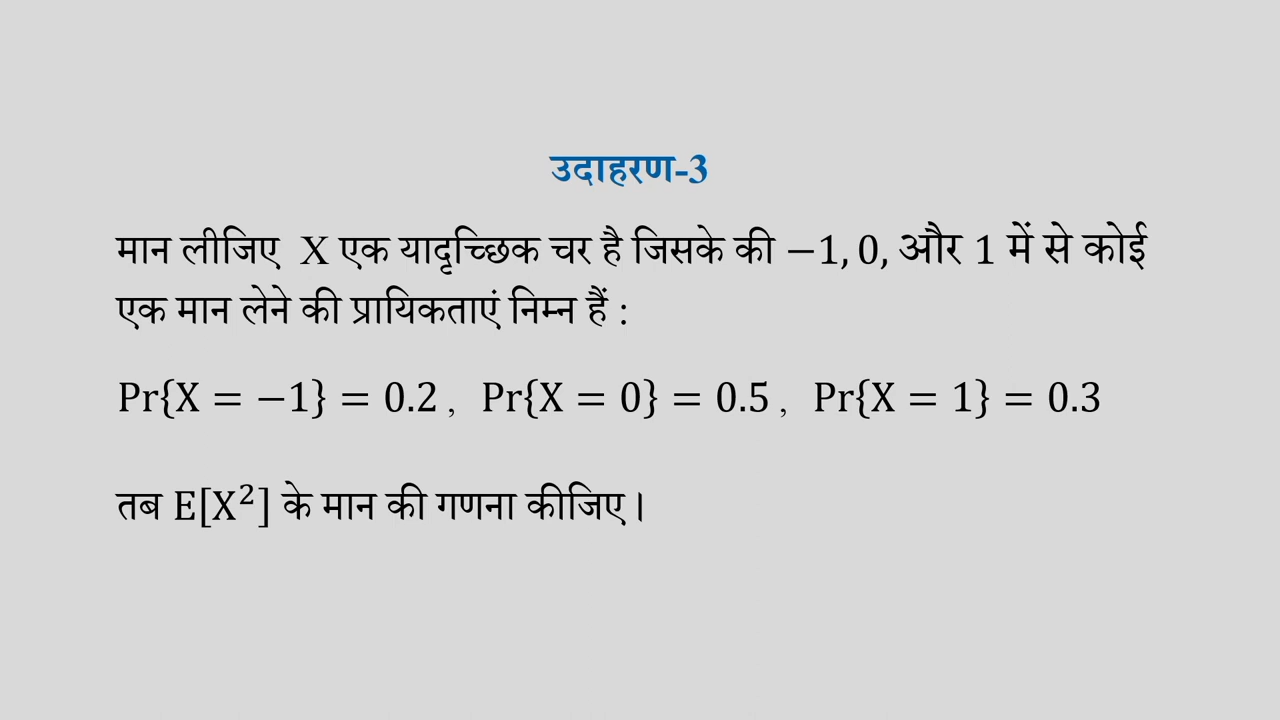 उदाहरण-3
मान लीजिए X एक यादृच्छिक चर है जिसके की −1, 0, और 1 में से कोई
एक मान लेने की प्रायिकताएं निम्न हैं :
Pr{X = −1} = 0.2 , Pr{X = 0} = 0.5 , Pr{X = 1} = 0.3
तब E[X²] के मान की गणना कीजिए।